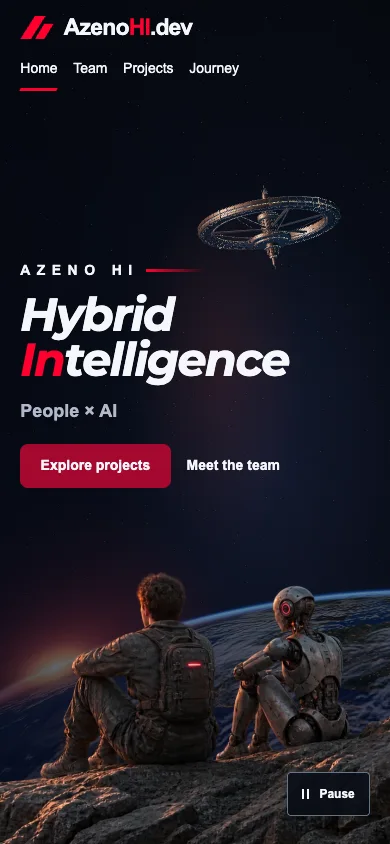 AzenoHI.dev
Home Team Projects Journey
AZENO HI
Hybrid
Intelligence
People × AI
Explore projects Meet the team
Pause